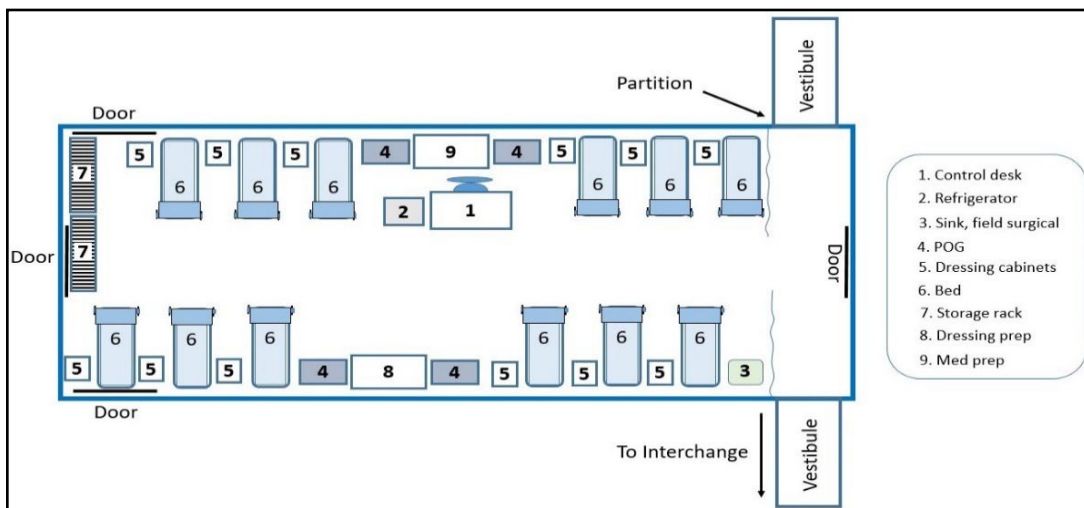 Vestibule
Partition
Door
5 5 5 4 9 4 5 5 5
7
6 6 6 6 6 6
2 1
7
Door
Door
6 6 6 6 6 6
5 5 5 4 8 4 5 5 5 3
Door
To Interchange
Vestibule
1. Control desk
2. Refrigerator
3. Sink, field surgical
4. POG
5. Dressing cabinets
6. Bed
7. Storage rack
8. Dressing prep
9. Med prep